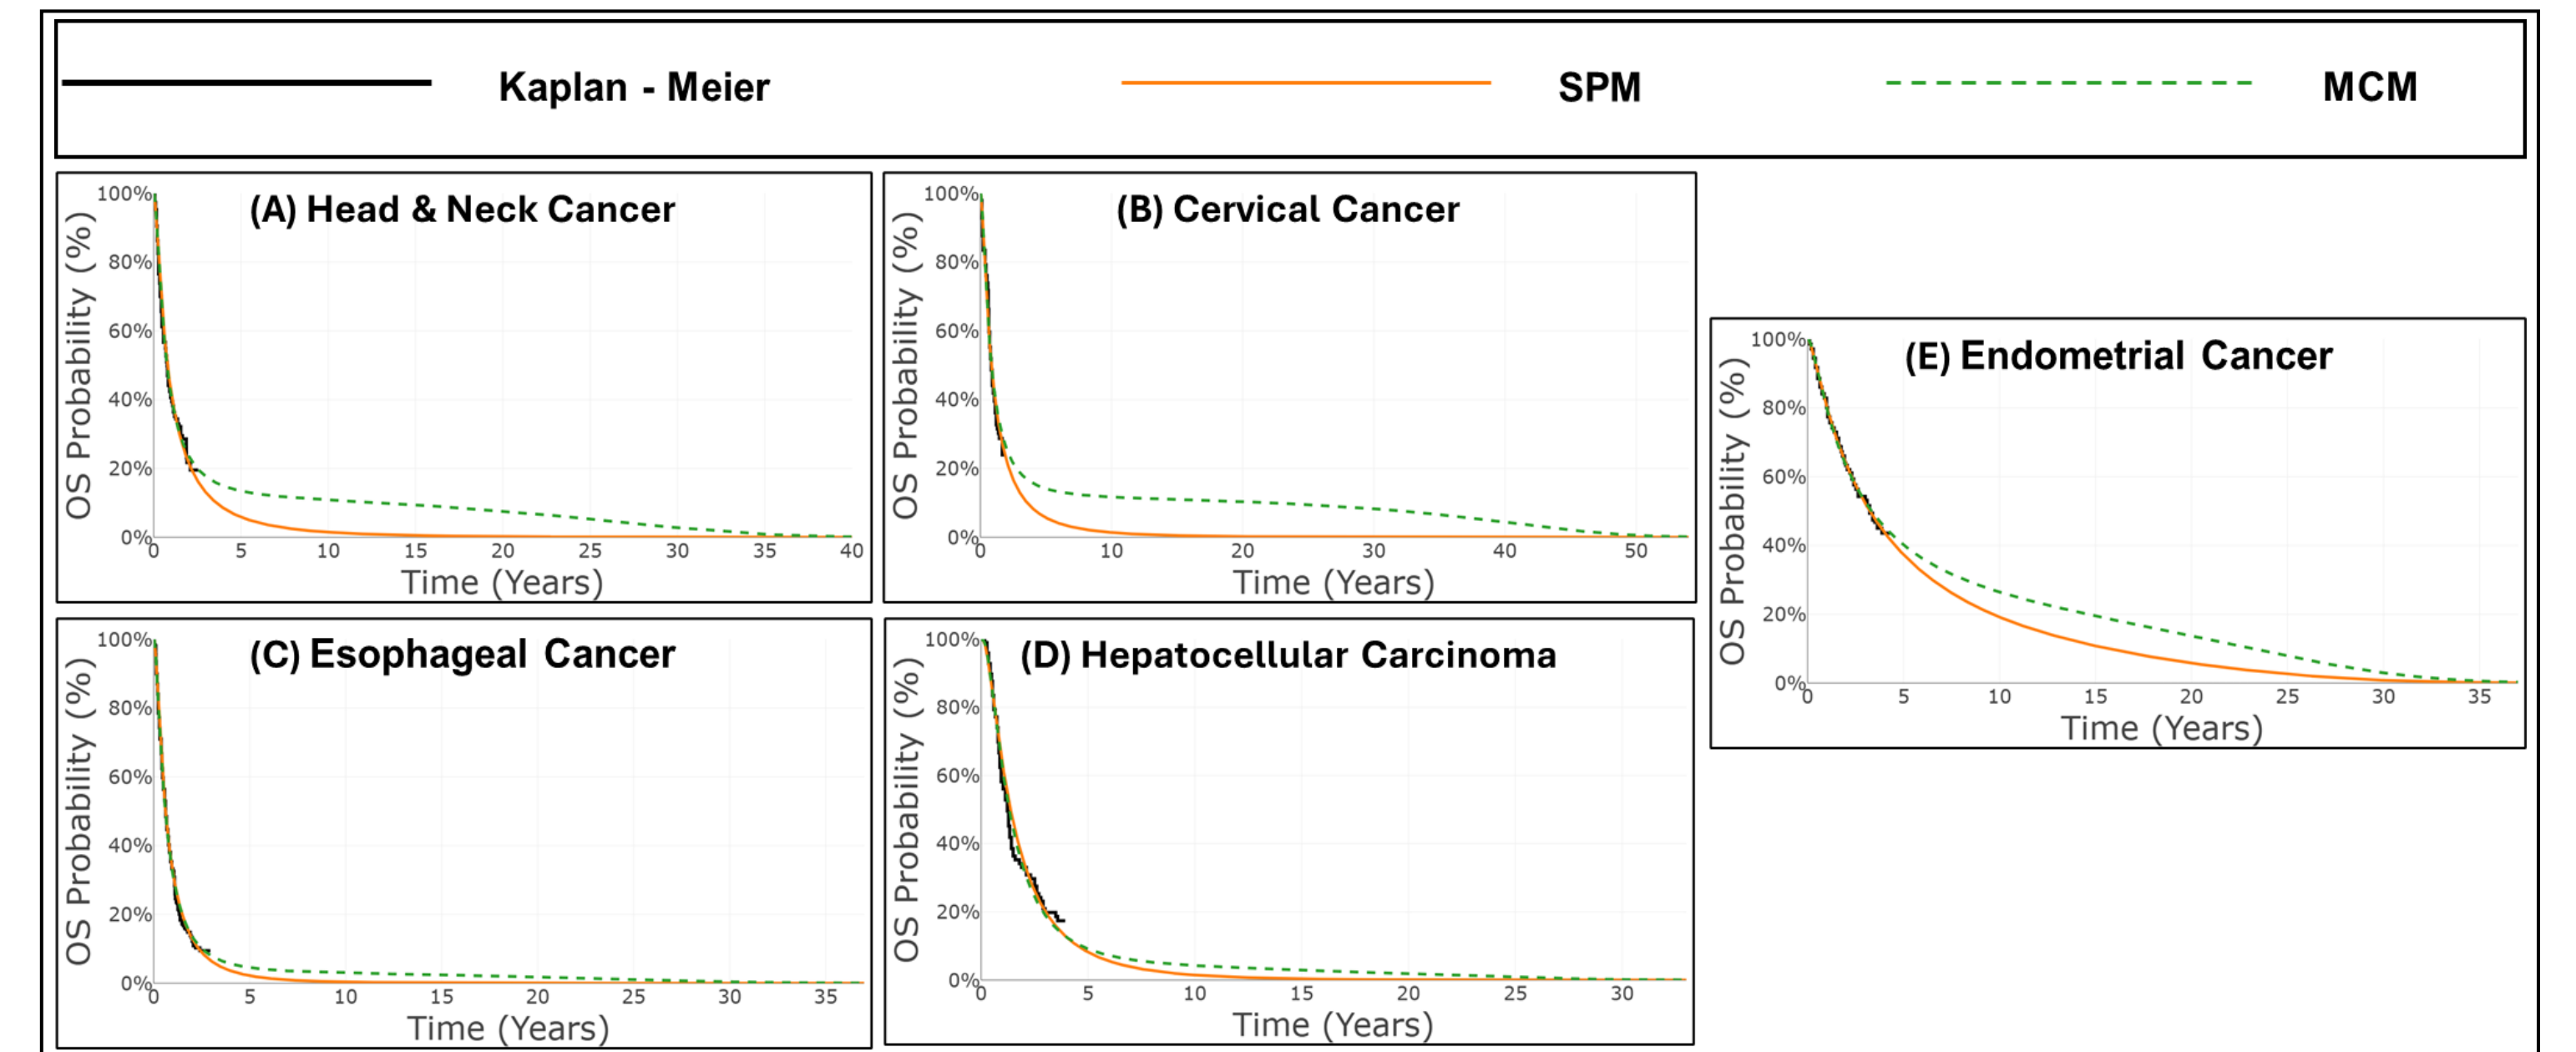 Kaplan - Meier SPM MCM
(A) Head & Neck Cancer
OS Probability (%)
100%
80%
60%
40%
20%
0%
0 5 10 15 20 25 30 35 40
Time (Years)
(B) Cervical Cancer
OS Probability (%)
100%
80%
60%
40%
20%
0%
0 10 20 30 40 50
Time (Years)
(C) Esophageal Cancer
OS Probability (%)
100%
80%
60%
40%
20%
0%
0 5 10 15 20 25 30 35
Time (Years)
(D) Hepatocellular Carcinoma
OS Probability (%)
100%
80%
60%
40%
20%
0%
0 5 10 15 20 25 30
Time (Years)
(E) Endometrial Cancer
OS Probability (%)
100%
80%
60%
40%
20%
0%
0 5 10 15 20 25 30 35
Time (Years)